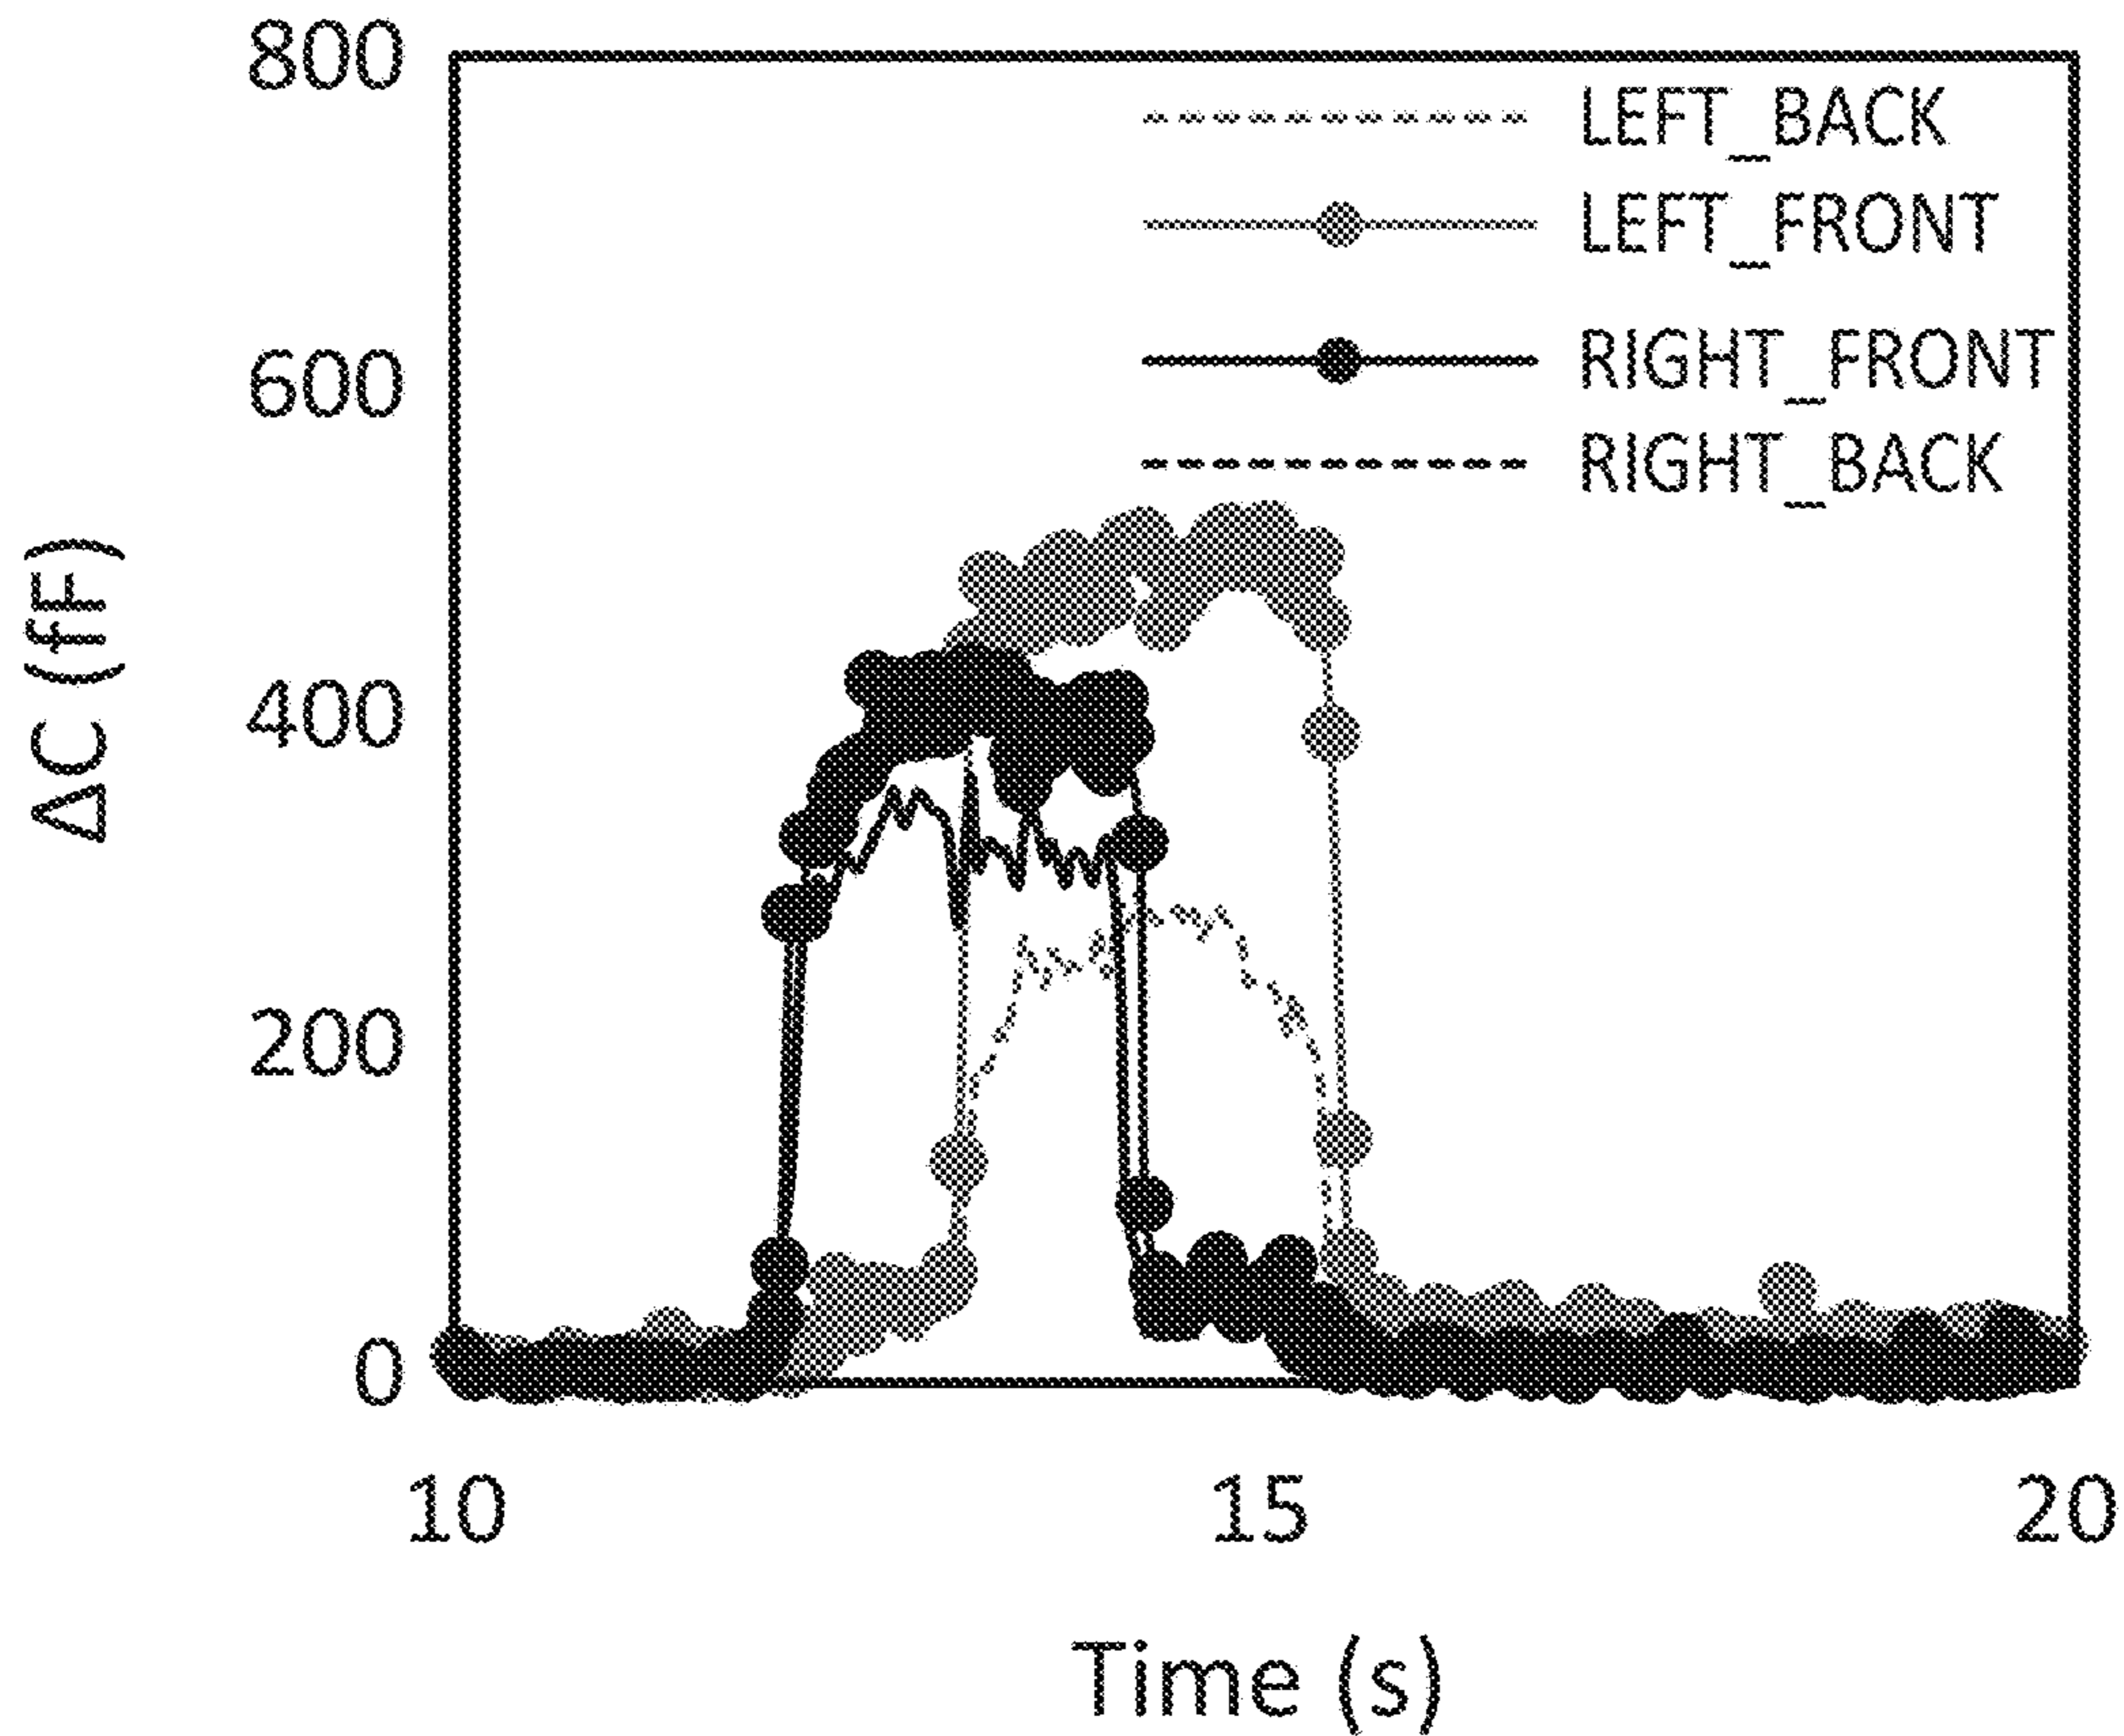 800
LEFT_BACK
LEFT_FRONT
600
RIGHT_FRONT
RIGHT_BACK
ΔC (fF)
400
200
0
10 15 20
Time (s)